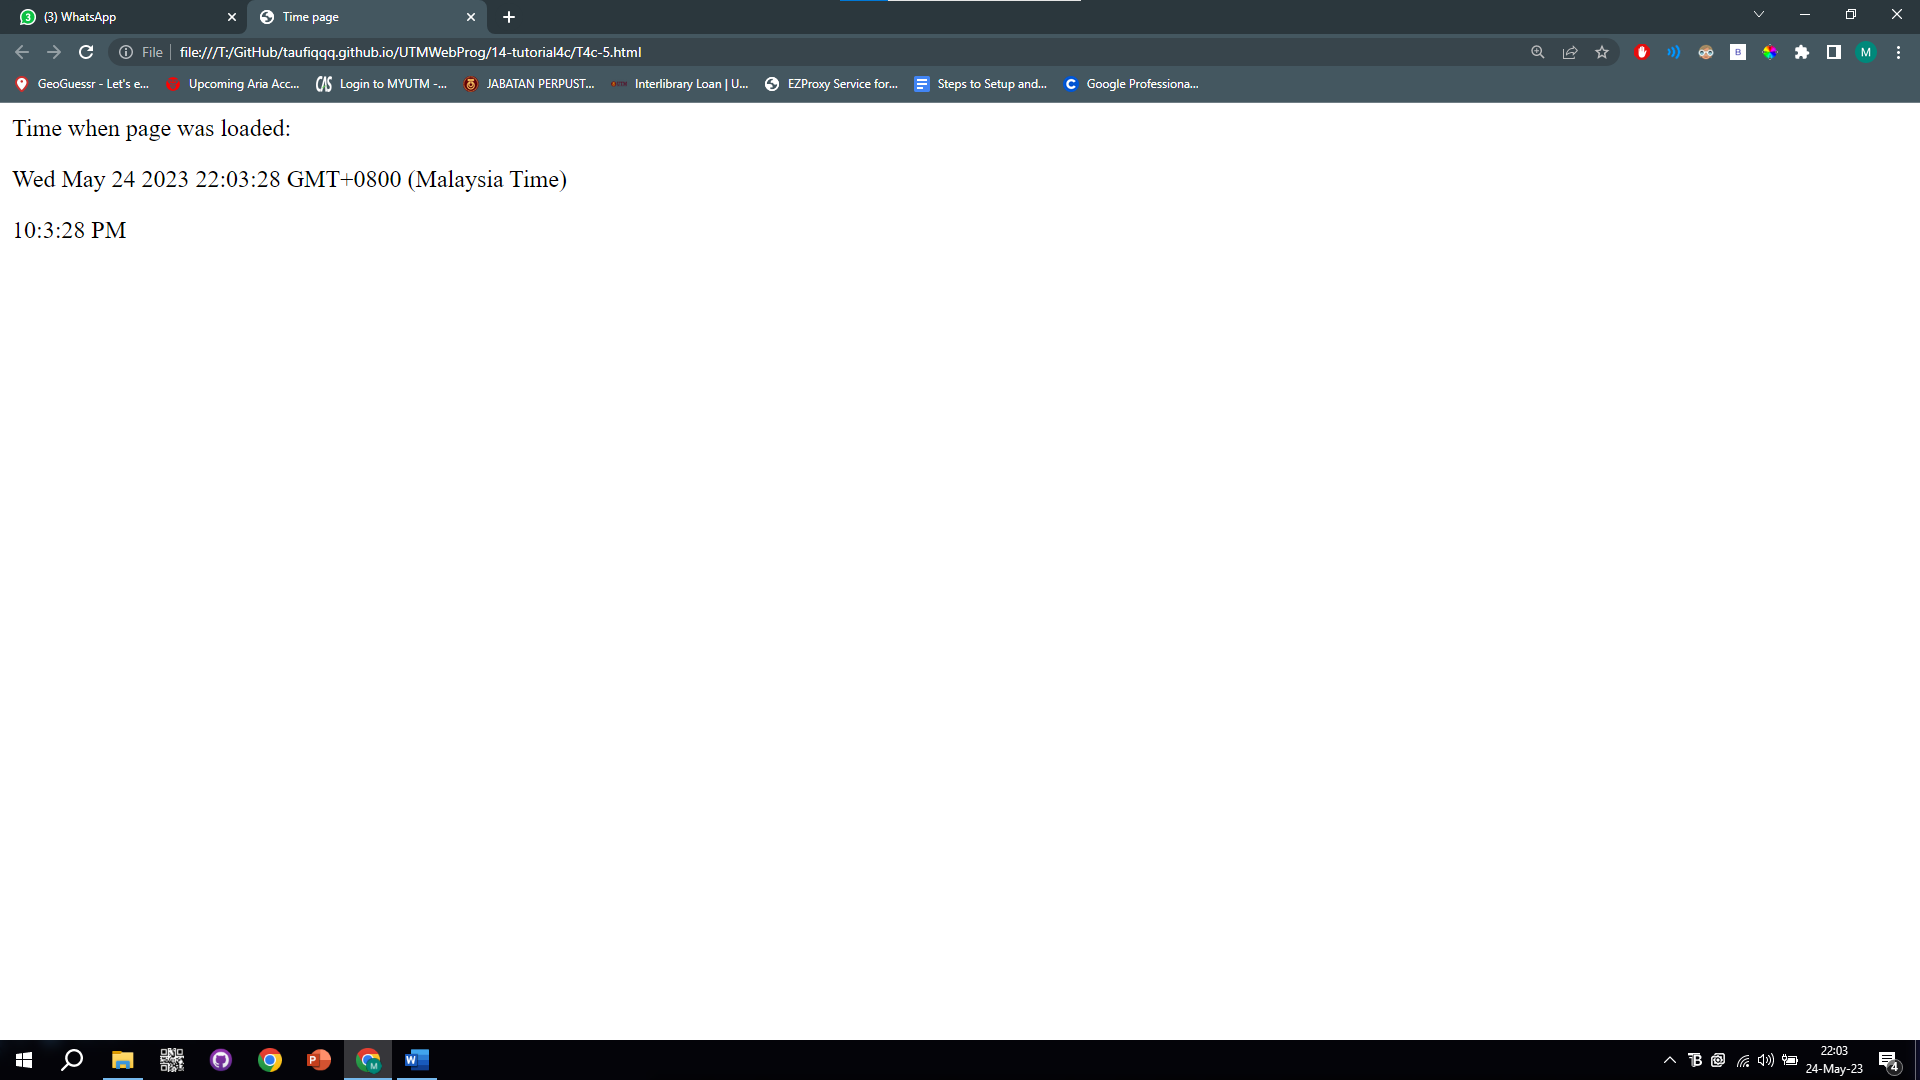 (3) WhatsApp
Time page
File
file:///T:/GitHub/taufiqqq.github.io/UTMWebProg/14-tutorial4c/T4c-5.html
B
M
GeoGuessr - Let's e...
Upcoming Aria Acc...
Login to MYUTM -...
JABATAN PERPUST...
Interlibrary Loan | U...
EZProxy Service for...
Steps to Setup and...
Google Professiona...
Time when page was loaded:
Wed May 24 2023 22:03:28 GMT+0800 (Malaysia Time)
10:3:28 PM
22:03
24-May-23
4